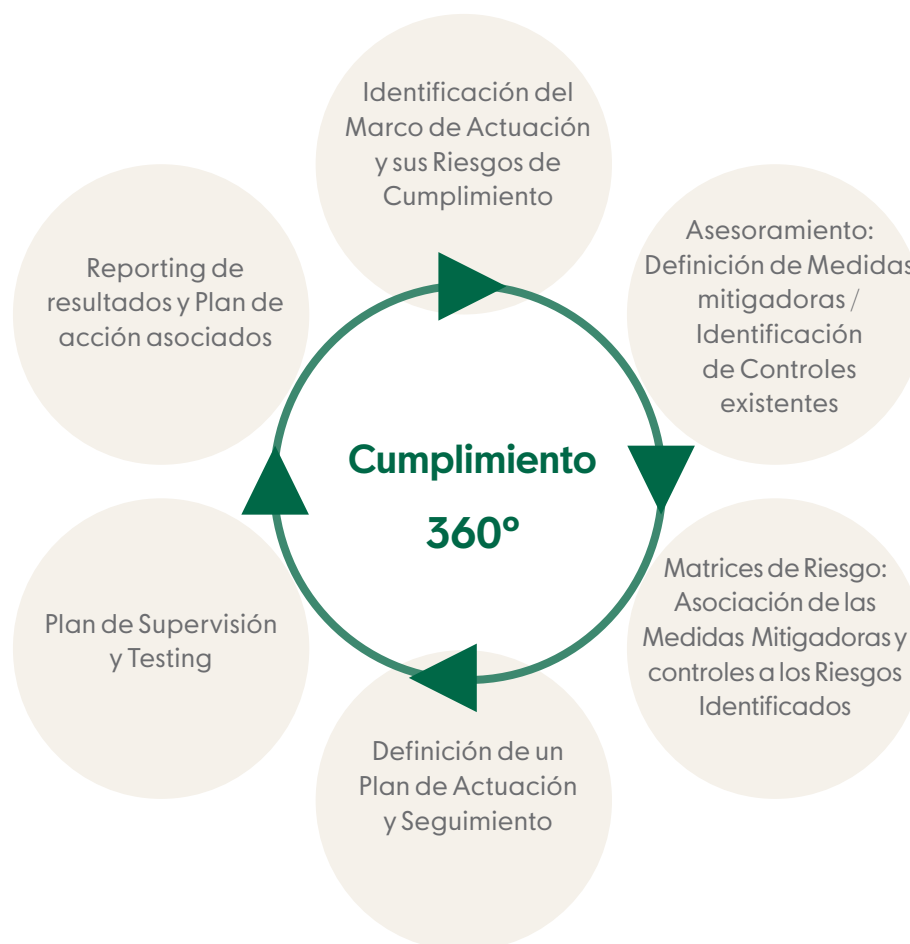 Identificación del
Marco de Actuación
y sus Riesgos de
Cumplimiento
Asesoramiento:
Definición de Medidas
mitigadoras /
Identificación
de Controles
existentes
Matrices de Riesgo:
Asociación de las
Medidas Mitigadoras y
controles a los Riesgos
Identificados
Definición de un
Plan de Actuación
y Seguimiento
Plan de Supervisión
y Testing
Reporting de
resultados y Plan de
acción asociados
Cumplimiento
360º